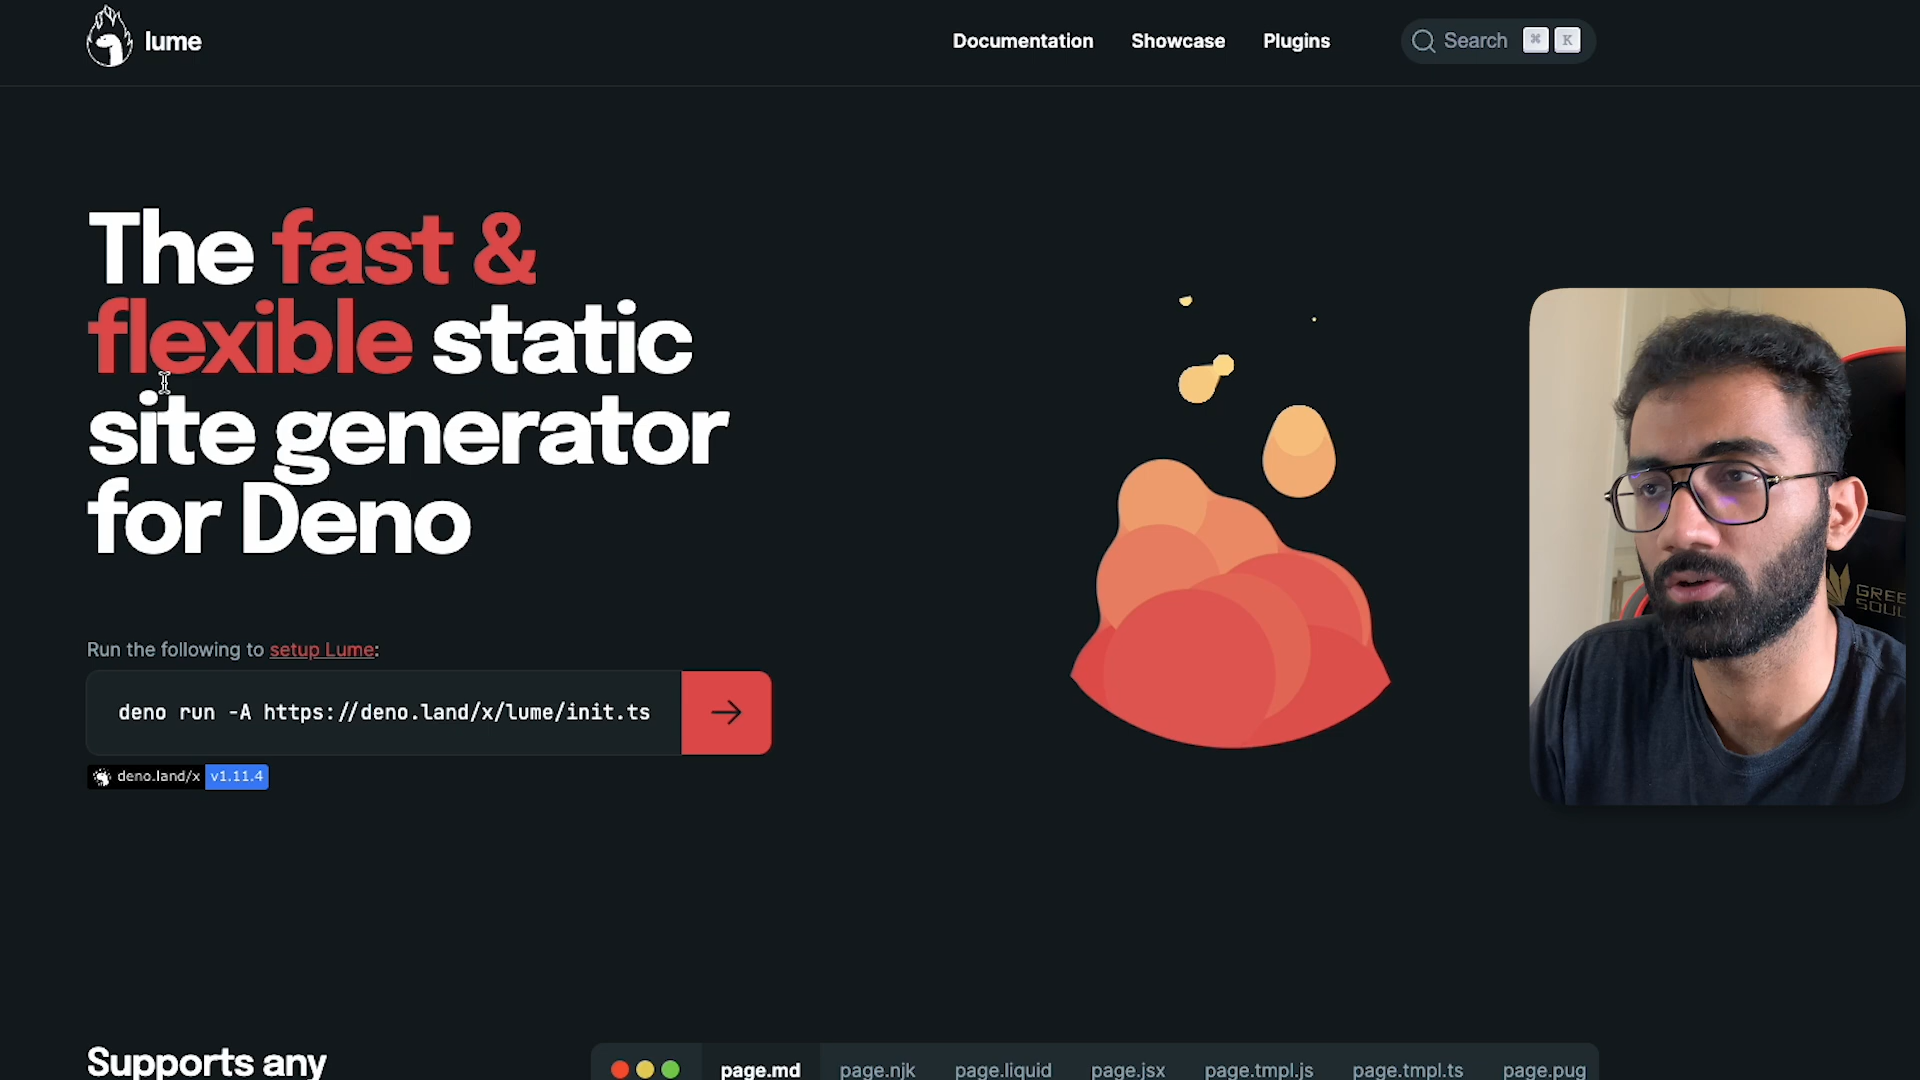 lume
Documentation
Showcase
Plugins
Search ⌘ K
The fast &
flexible static
site generator
for Deno
Run the following to setup Lume:
deno run -A https://deno.land/x/lume/init.ts
deno.land/x v1.11.4
GREE
SOUL
Supports any
page.md
page.njk
page.liquid
page.jsx
page.tmpl.js
page.tmpl.ts
page.pug